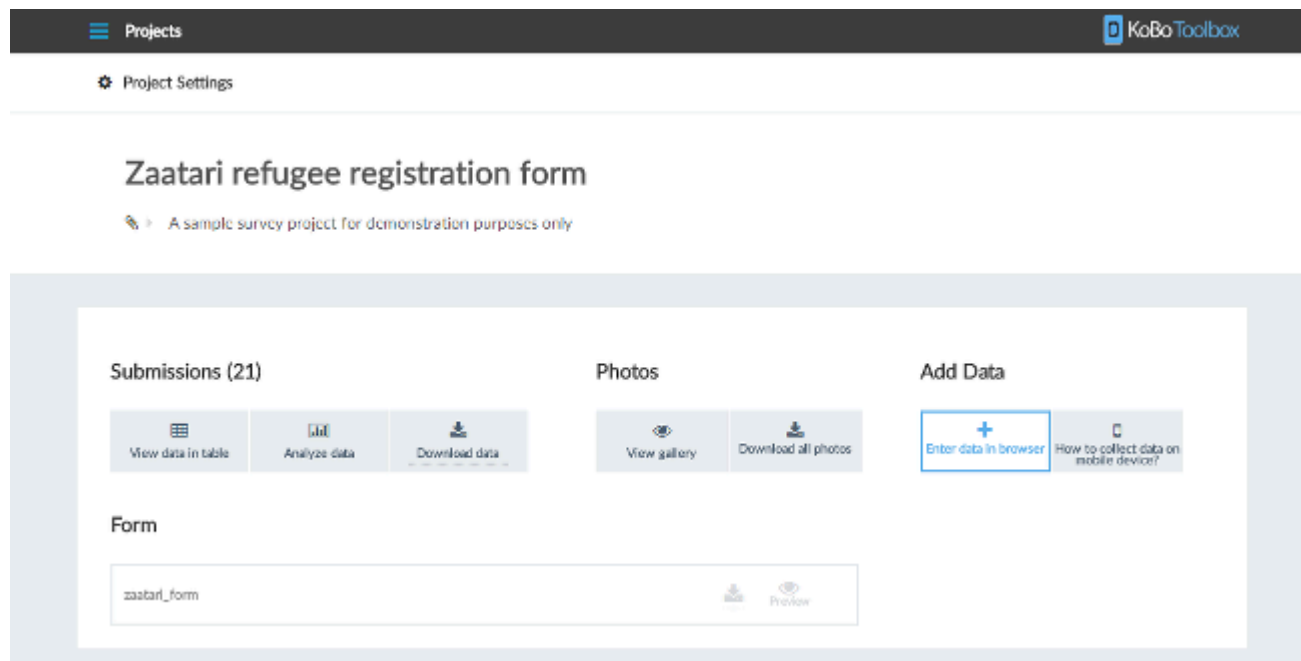 Projects
KoBoToolbox
Project Settings
Zaatari refugee registration form
A sample survey project for demonstration purposes only
Submissions (21)
Photos
Add Data
View data in table
Analyze data
Download data
View gallery
Download all photos
Enter data in browser
How to collect data on
mobile device?
Form
zaatari_form
Preview